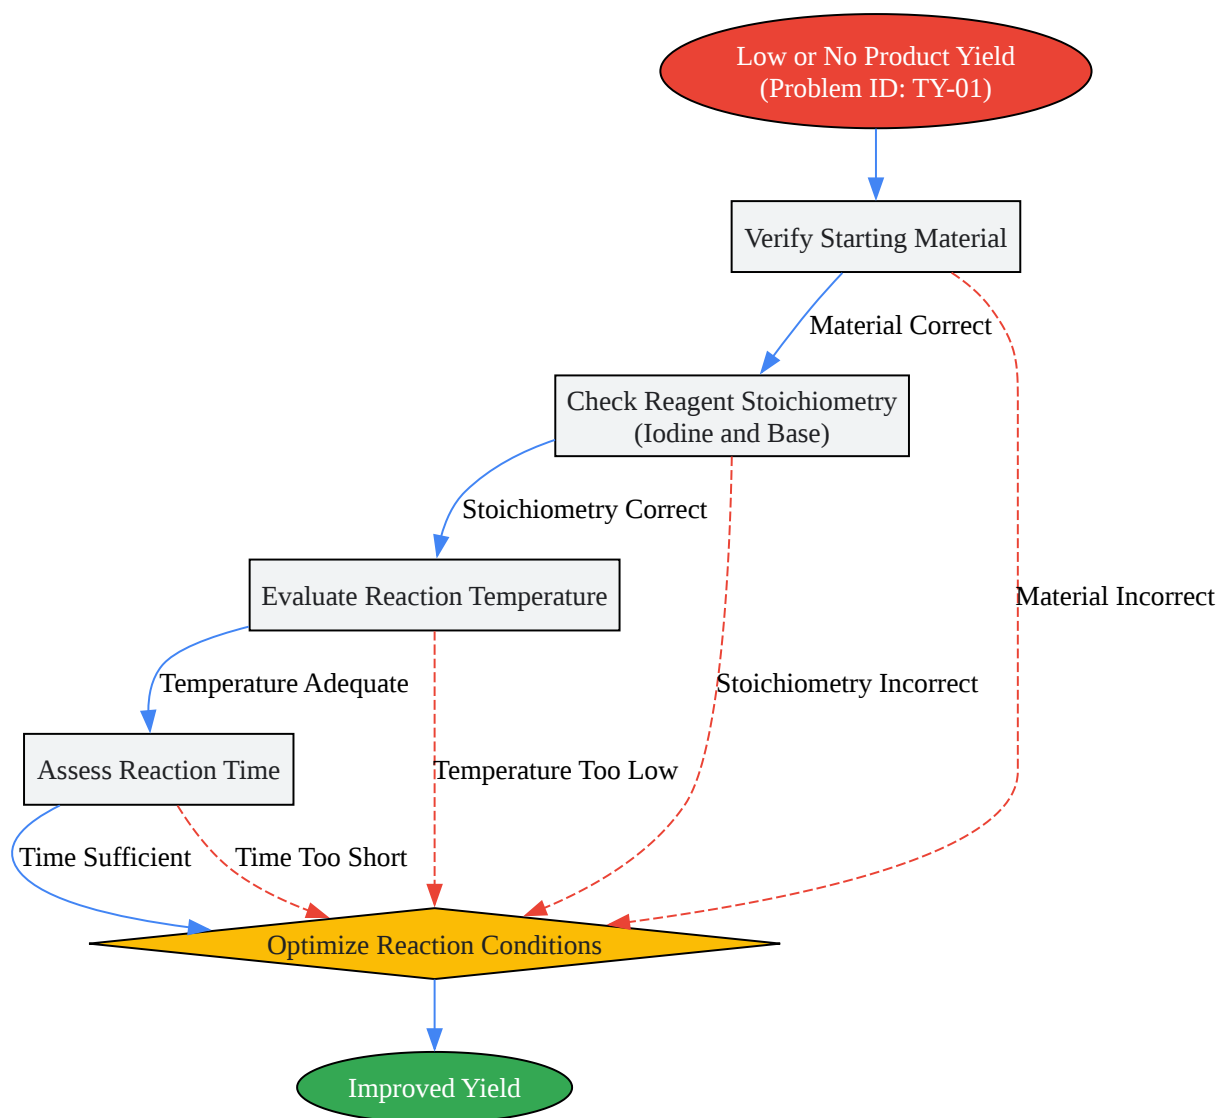 Low or No Product Yield
(Problem ID: TY-01)
Verify Starting Material
Material Correct
Check Reagent Stoichiometry
(Iodine and Base)
Stoichiometry Correct
Evaluate Reaction Temperature
Material Incorrect
Temperature Adequate
Stoichiometry Incorrect
Assess Reaction Time
Temperature Too Low
Time Sufficient
Time Too Short
Optimize Reaction Conditions
Improved Yield